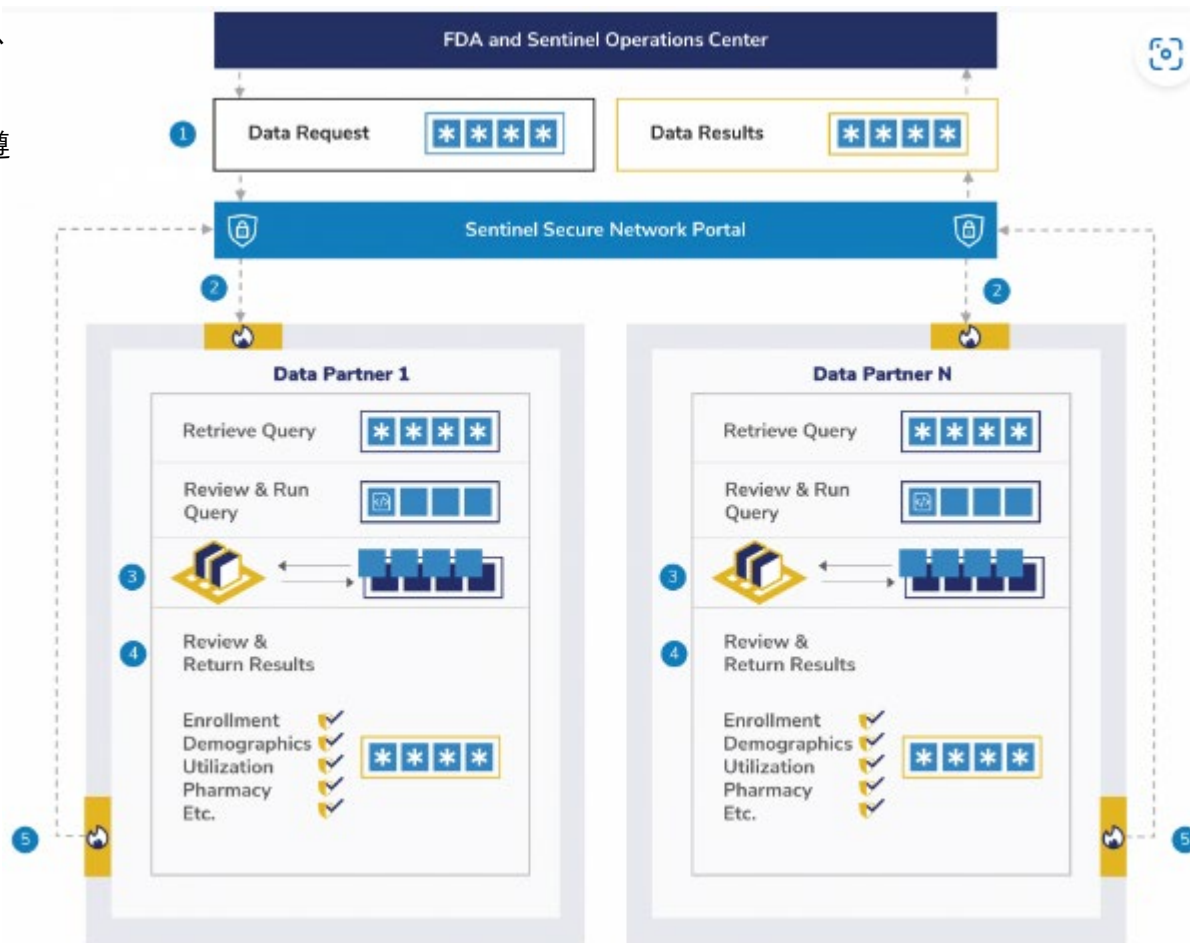 FDA and Sentinel Operations Center
1
Data Request
* * * *
Data Results
* * * *
Sentinel Secure Network Portal
2
2
Data Partner 1
Retrieve Query
* * * *
Review & Run
Query
</>
3
4
Review &
Return Results
Enrollment
Demographics
Utilization
Pharmacy
Etc.
* * * *
5
Data Partner N
Retrieve Query
* * * *
Review & Run
Query
</>
3
4
Review &
Return Results
Enrollment
Demographics
Utilization
Pharmacy
Etc.
* * * *
5